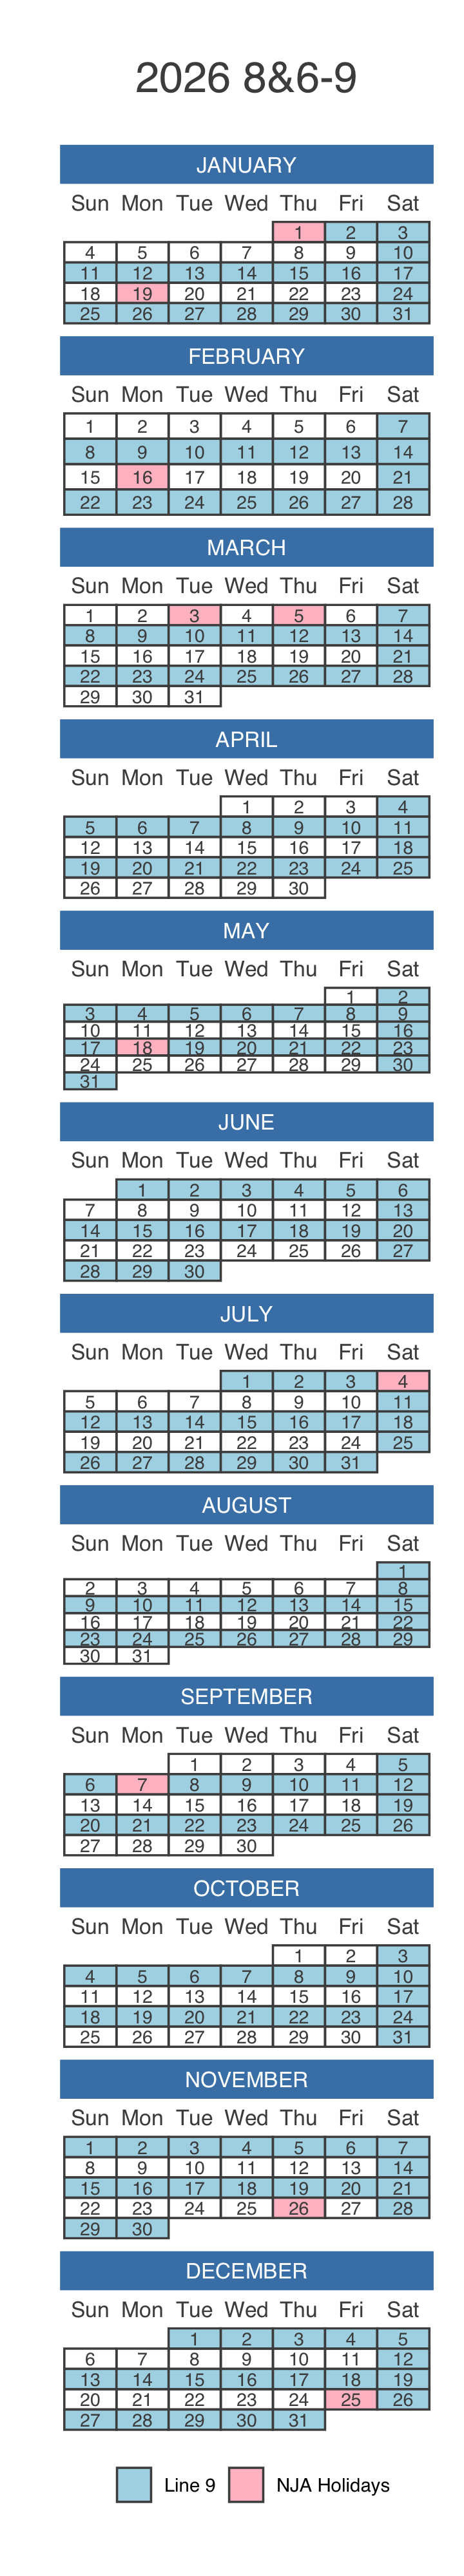 2026 8&6-9
JANUARY
Sun Mon Tue Wed Thu Fri Sat
1 2 3
4 5 6 7 8 9 10
11 12 13 14 15 16 17
18 19 20 21 22 23 24
25 26 27 28 29 30 31
FEBRUARY
Sun Mon Tue Wed Thu Fri Sat
1 2 3 4 5 6 7
8 9 10 11 12 13 14
15 16 17 18 19 20 21
22 23 24 25 26 27 28
MARCH
Sun Mon Tue Wed Thu Fri Sat
1 2 3 4 5 6 7
8 9 10 11 12 13 14
15 16 17 18 19 20 21
22 23 24 25 26 27 28
29 30 31
APRIL
Sun Mon Tue Wed Thu Fri Sat
1 2 3 4
5 6 7 8 9 10 11
12 13 14 15 16 17 18
19 20 21 22 23 24 25
26 27 28 29 30
MAY
Sun Mon Tue Wed Thu Fri Sat
1 2
3 4 5 6 7 8 9
10 11 12 13 14 15 16
17 18 19 20 21 22 23
24 25 26 27 28 29 30
31
JUNE
Sun Mon Tue Wed Thu Fri Sat
1 2 3 4 5 6
7 8 9 10 11 12 13
14 15 16 17 18 19 20
21 22 23 24 25 26 27
28 29 30
JULY
Sun Mon Tue Wed Thu Fri Sat
1 2 3 4
5 6 7 8 9 10 11
12 13 14 15 16 17 18
19 20 21 22 23 24 25
26 27 28 29 30 31
AUGUST
Sun Mon Tue Wed Thu Fri Sat
1
2 3 4 5 6 7 8
9 10 11 12 13 14 15
16 17 18 19 20 21 22
23 24 25 26 27 28 29
30 31
SEPTEMBER
Sun Mon Tue Wed Thu Fri Sat
1 2 3 4 5
6 7 8 9 10 11 12
13 14 15 16 17 18 19
20 21 22 23 24 25 26
27 28 29 30
OCTOBER
Sun Mon Tue Wed Thu Fri Sat
1 2 3
4 5 6 7 8 9 10
11 12 13 14 15 16 17
18 19 20 21 22 23 24
25 26 27 28 29 30 31
NOVEMBER
Sun Mon Tue Wed Thu Fri Sat
1 2 3 4 5 6 7
8 9 10 11 12 13 14
15 16 17 18 19 20 21
22 23 24 25 26 27 28
29 30
DECEMBER
Sun Mon Tue Wed Thu Fri Sat
1 2 3 4 5
6 7 8 9 10 11 12
13 14 15 16 17 18 19
20 21 22 23 24 25 26
27 28 29 30 31
Line 9 NJA Holidays